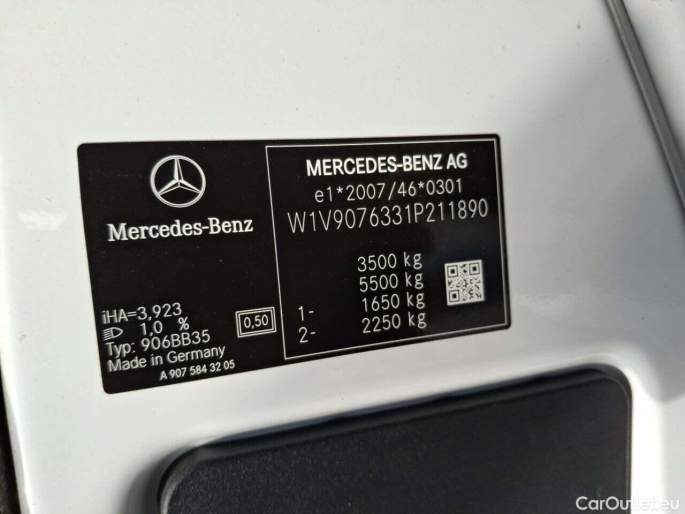 Mercedes-Benz
iHA=3,923
1,0 %
0,50
Typ: 906BB35
Made in Germany
A 907 584 32 05
MERCEDES-BENZ AG
e1*2007/46*0301
W1V9076331P211890
3500 kg
5500 kg
1- 1650 kg
2- 2250 kg
CarOutlet.eu